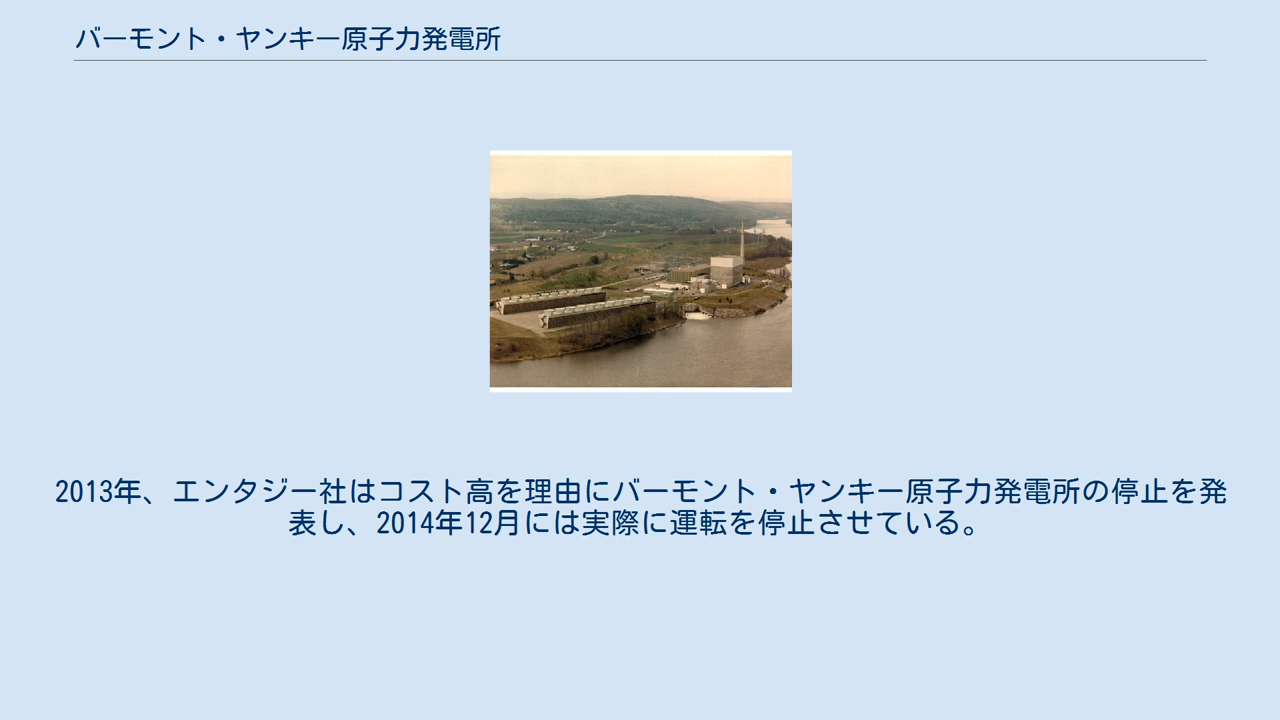 バーモント・ヤンキー原子力発電所
2013年、エンタジー社はコスト高を理由にバーモント・ヤンキー原子力発電所の停止を発
表し、2014年12月には実際に運転を停止させている。